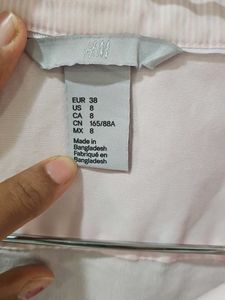 H&M
EUR 38
US 8
CA 8
CN 165/88A
MX 8
Made in
Bangladesh
Fabriqué en
Bangladesh